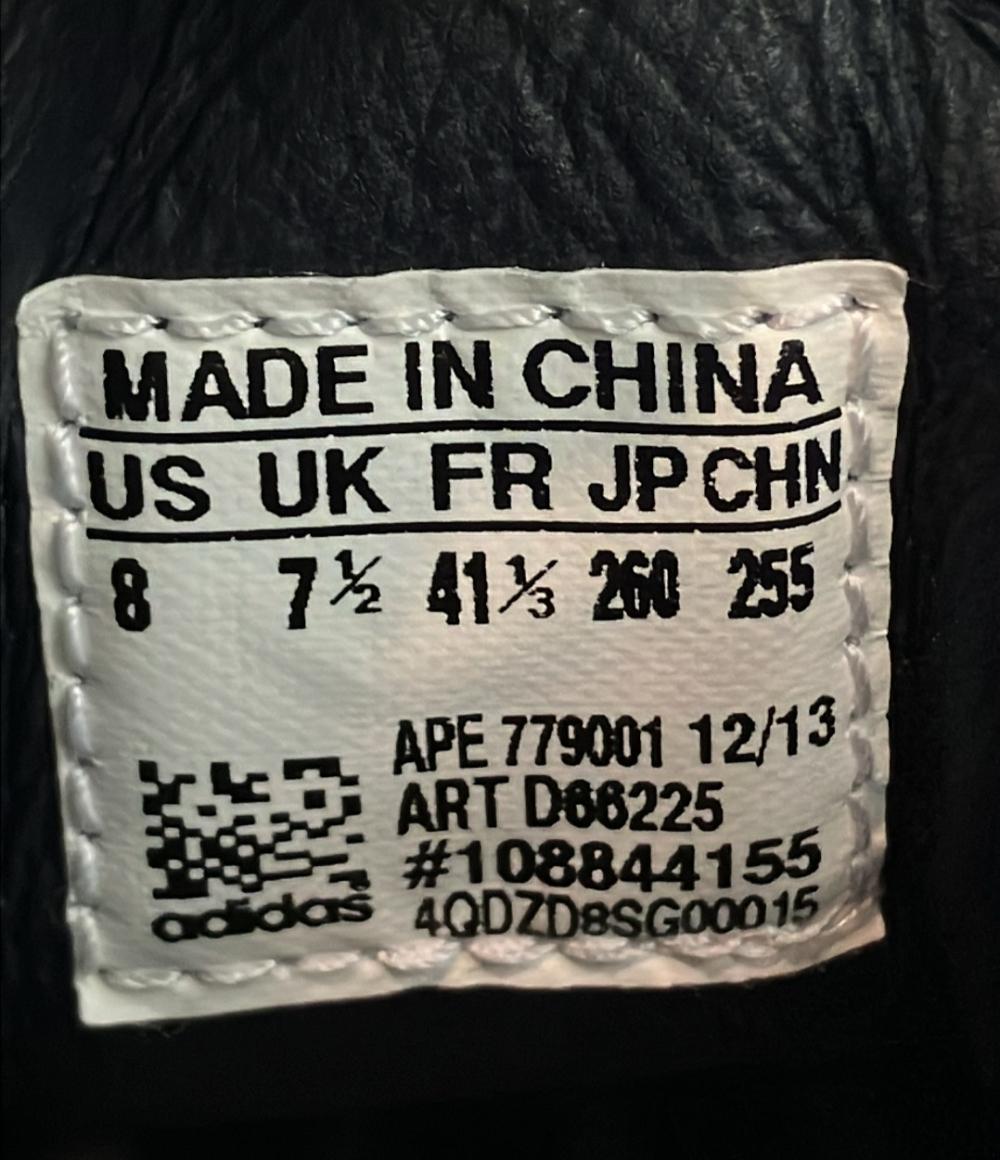 MADE IN CHINA
US UK FR JP CHN
8 7½ 41⅓ 260 255
APE 779001 12/13
ART D66225
#108844155
adidas 4QDZD8SG00015